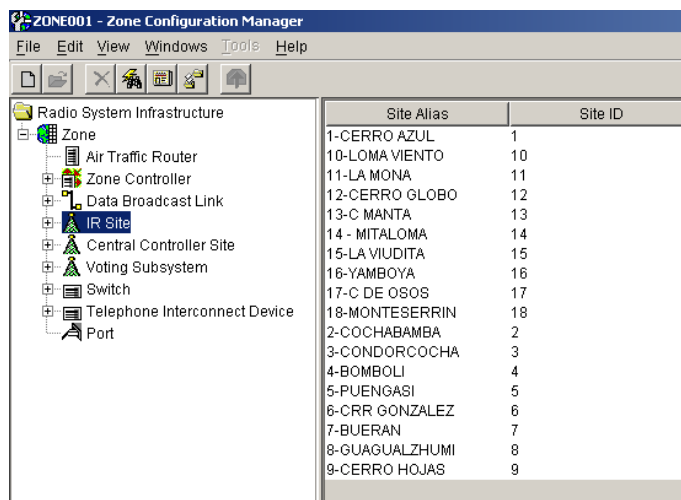 ZONE001 - Zone Configuration Manager
File Edit View Windows Tools Help
Radio System Infrastructure
Zone
Air Traffic Router
Zone Controller
Data Broadcast Link
IR Site
Central Controller Site
Voting Subsystem
Switch
Telephone Interconnect Device
Port
Site Alias Site ID
1-CERRO AZUL 1
10-LOMA VIENTO 10
11-LA MONA 11
12-CERRO GLOBO 12
13-C MANTA 13
14 - MITALOMA 14
15-LA VIUDITA 15
16-YAMBOYA 16
17-C DE OSOS 17
18-MONTESERRIN 18
2-COCHABAMBA 2
3-CONDORCOCHA 3
4-BOMBOLI 4
5-PUENGASI 5
6-CRR GONZALEZ 6
7-BUERAN 7
8-GUAGUALZHUMI 8
9-CERRO HOJAS 9